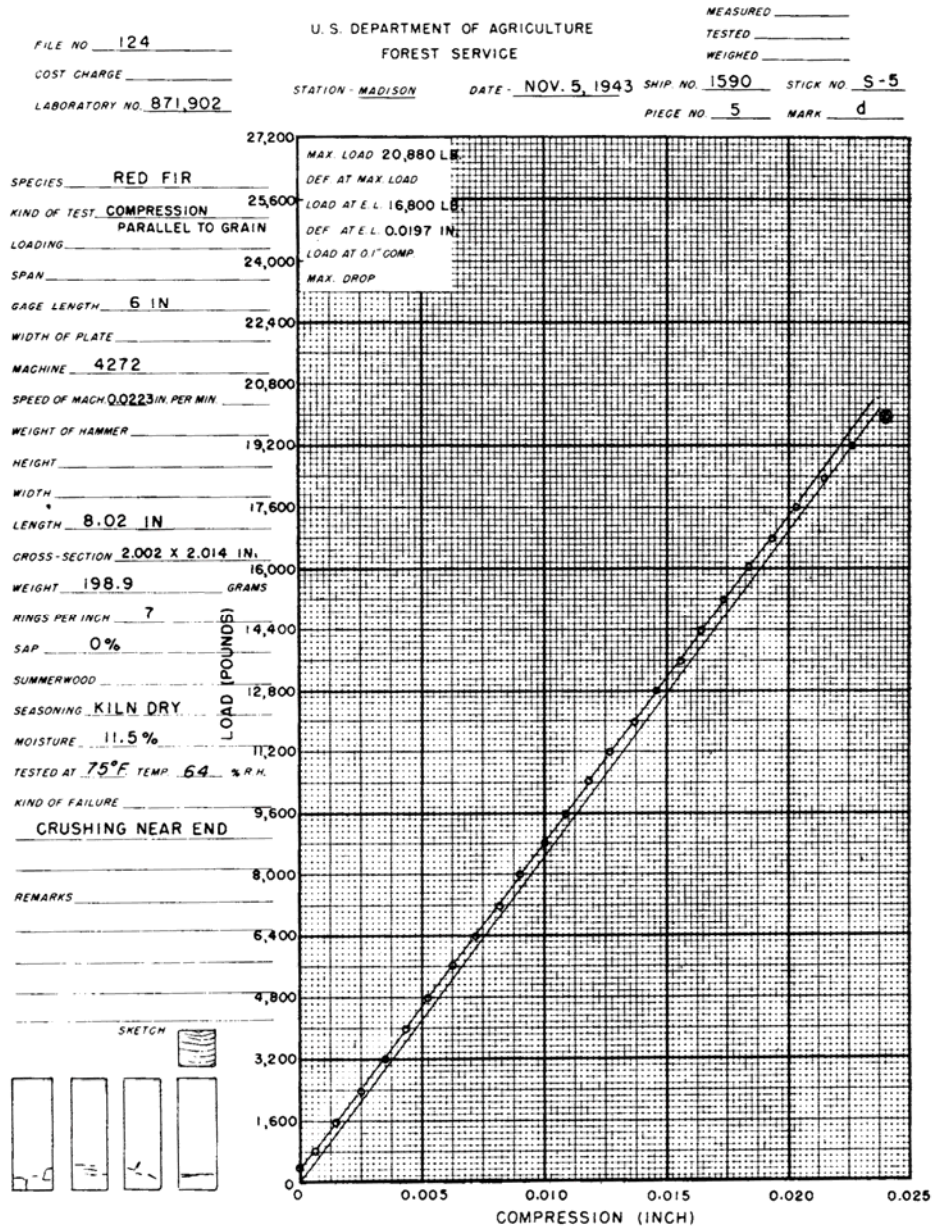 U. S. DEPARTMENT OF AGRICULTURE
FOREST SERVICE
FILE NO 124
COST CHARGE
LABORATORY NO. 871,902
STATION - MADISON
DATE - NOV. 5, 1943
MEASURED
TESTED
WEIGHED
SHIP. NO. 1590 STICK NO. S-5
PIECE NO. 5 MARK d
SPECIES RED FIR
KIND OF TEST COMPRESSION
PARALLEL TO GRAIN
LOADING
SPAN
GAGE LENGTH 6 IN
WIDTH OF PLATE
MACHINE 4272
SPEED OF MACH. 0.0223 IN. PER MIN.
WEIGHT OF HAMMER
HEIGHT
WIDTH
LENGTH 8.02 IN
CROSS-SECTION 2.002 X 2.014 IN.
WEIGHT 198.9 GRAMS
RINGS PER INCH 7
SAP 0%
SUMMERWOOD
SEASONING KILN DRY
MOISTURE 11.5%
TESTED AT 75°F. TEMP. 64 % R.H.
KIND OF FAILURE
CRUSHING NEAR END
REMARKS
SKETCH
MAX. LOAD 20,880 LB.
DEF. AT MAX. LOAD
LOAD AT E.L. 16,800 LB.
DEF. AT E.L. 0.0197 IN.
LOAD AT 0.1" COMP.
MAX. DROP
LOAD (POUNDS)
27,200
25,600
24,000
22,400
20,800
19,200
17,600
16,000
14,400
12,800
11,200
9,600
8,000
6,400
4,800
3,200
1,600
0
0 0.005 0.010 0.015 0.020 0.025
COMPRESSION (INCH)